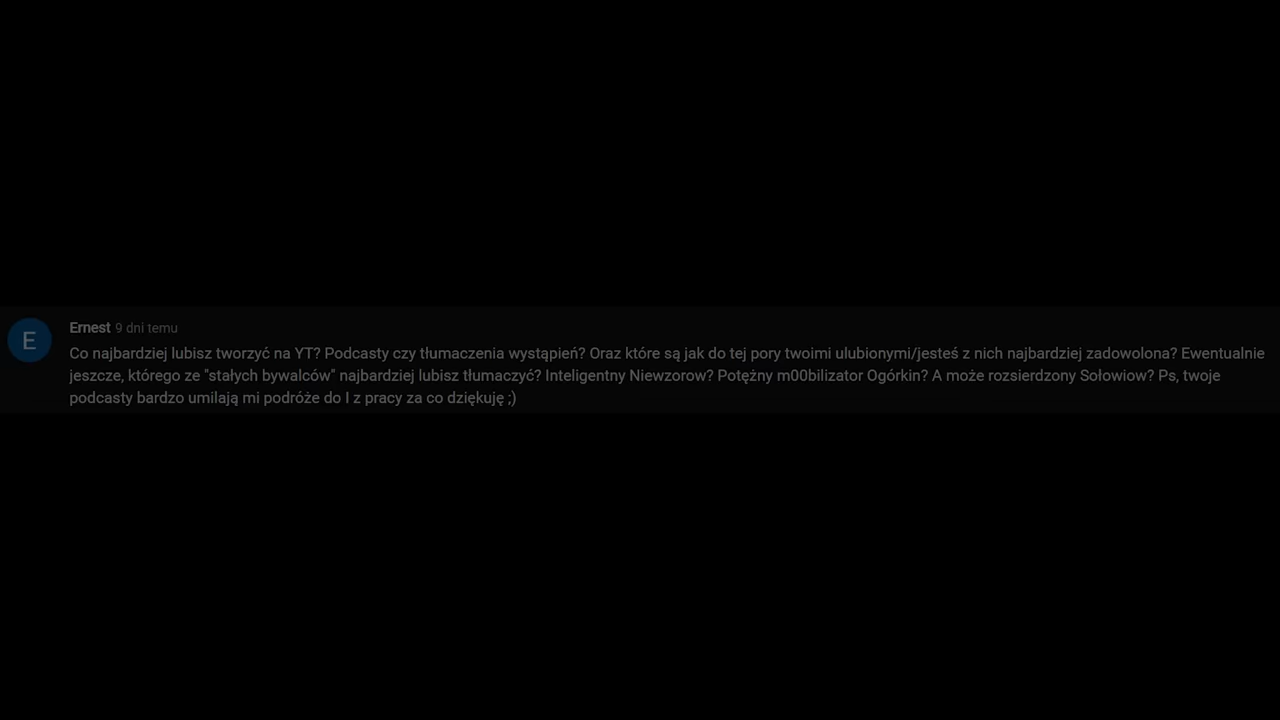 E
Ernest 9 dni temu
Co najbardziej lubisz tworzyć na YT? Podcasty czy tłumaczenia wystąpień? Oraz które są jak do tej pory twoimi ulubionymi/jesteś z nich najbardziej zadowolona? Ewentualnie
jeszcze, którego ze "stałych bywalców" najbardziej lubisz tłumaczyć? Inteligentny Niewzorow? Potężny m00bilizator Ogórkin? A może rozsierdzony Sołowiow? Ps, twoje
podcasty bardzo umilają mi podróże do I z pracy za co dziękuję ;)